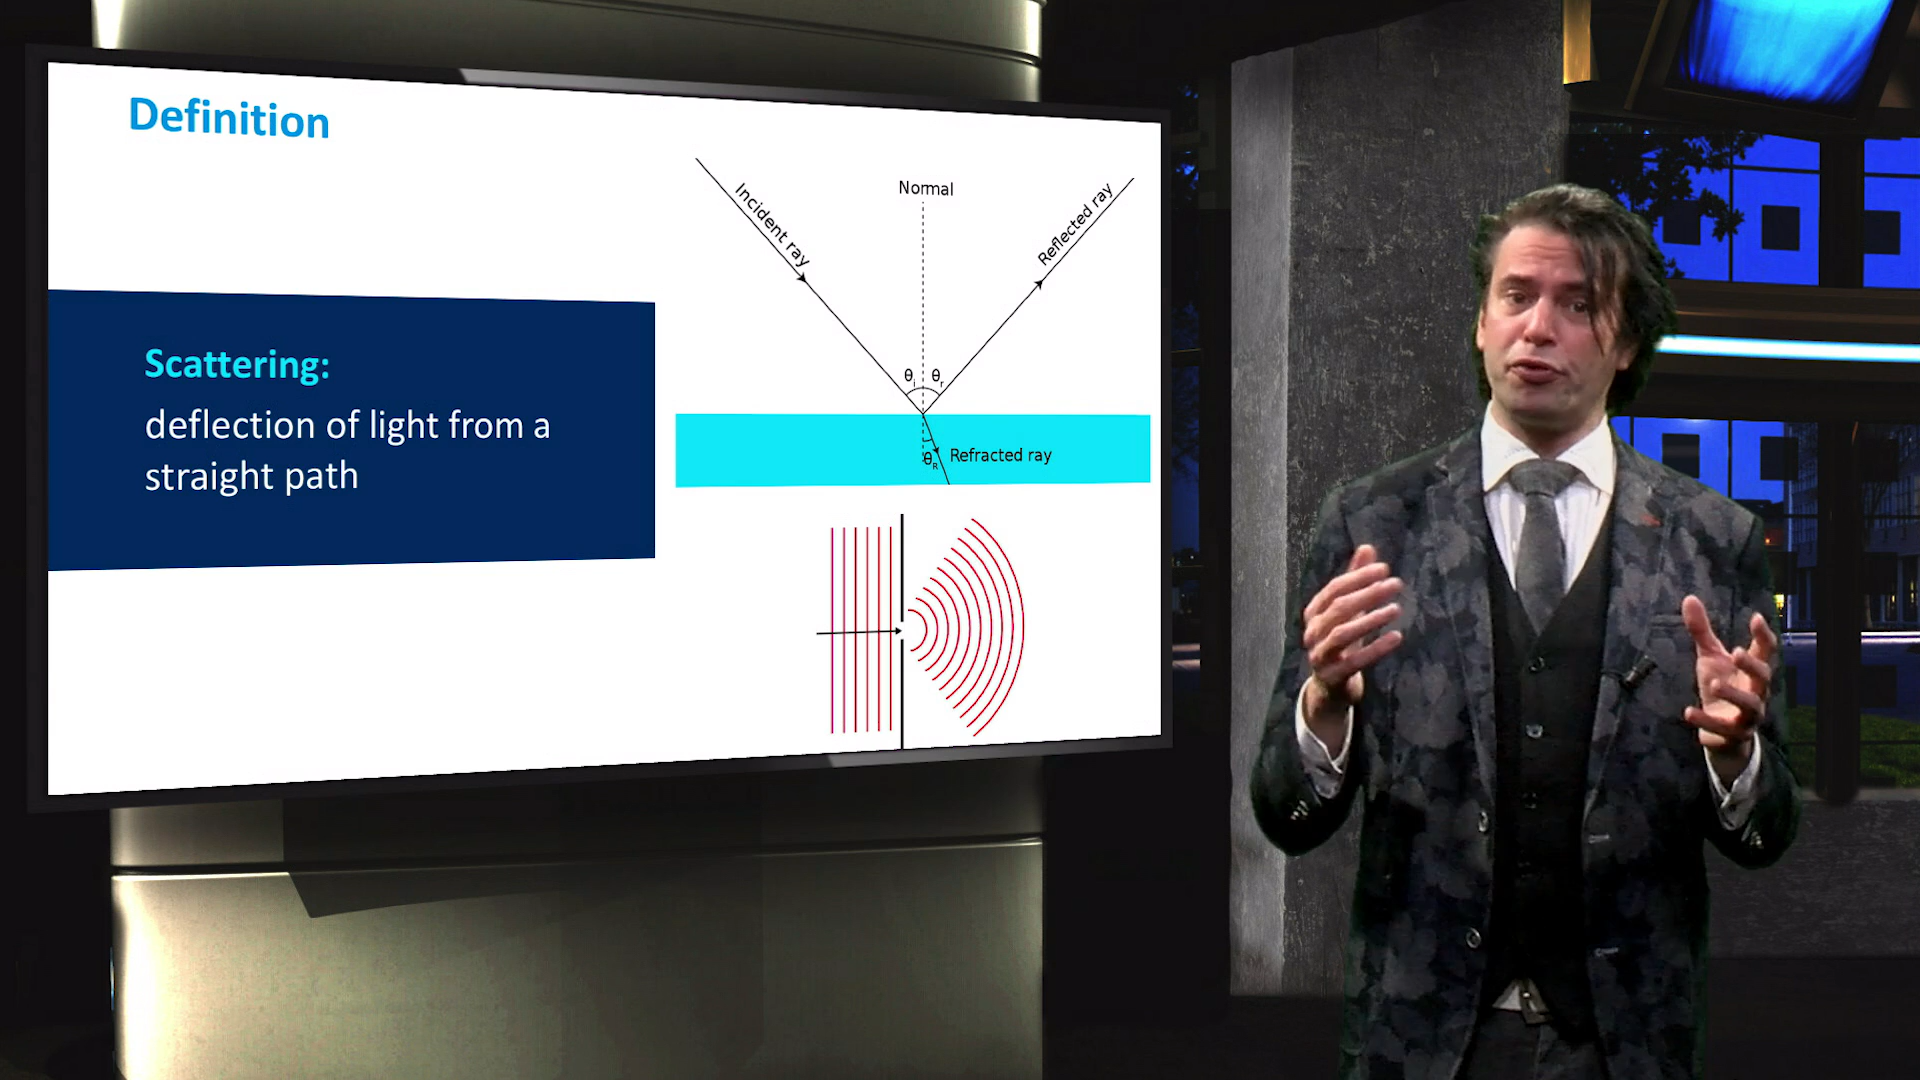 Definition
Scattering:
deflection of light from a
straight path
Normal
Incident ray
Reflected ray
θi θr
θR Refracted ray